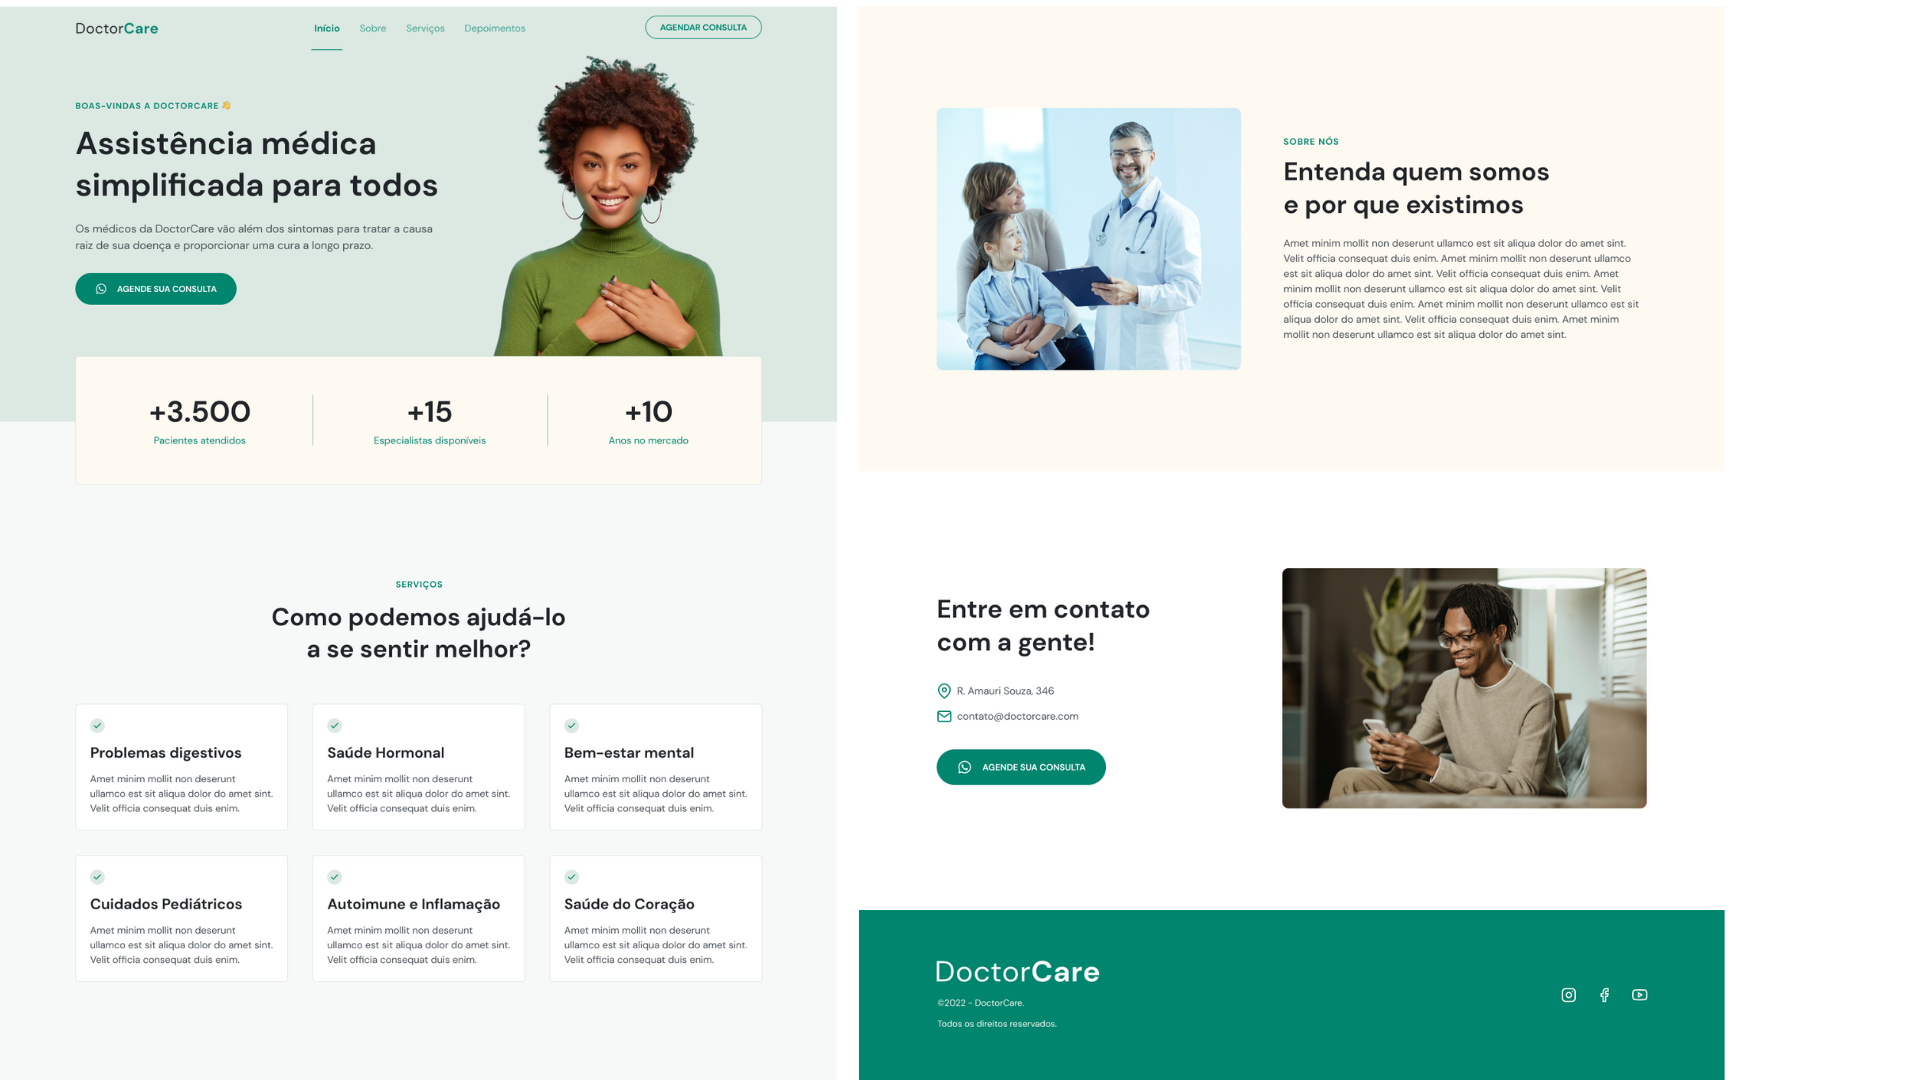 DoctorCare
Início
Sobre
Serviços
Depoimentos
AGENDAR CONSULTA
BOAS-VINDAS A DOCTORCARE 👋
Assistência médica
simplificada para todos
Os médicos da DoctorCare vão além dos sintomas para tratar a causa
raiz de sua doença e proporcionar uma cura a longo prazo.
AGENDE SUA CONSULTA
+3.500
Pacientes atendidos
+15
Especialistas disponíveis
+10
Anos no mercado
SERVIÇOS
Como podemos ajudá-lo
a se sentir melhor?
Problemas digestivos
Amet minim mollit non deserunt
ullamco est sit aliqua dolor do amet sint.
Velit officia consequat duis enim.
Saúde Hormonal
Amet minim mollit non deserunt
ullamco est sit aliqua dolor do amet sint.
Velit officia consequat duis enim.
Bem-estar mental
Amet minim mollit non deserunt
ullamco est sit aliqua dolor do amet sint.
Velit officia consequat duis enim.
Cuidados Pediátricos
Amet minim mollit non deserunt
ullamco est sit aliqua dolor do amet sint.
Velit officia consequat duis enim.
Autoimune e Inflamação
Amet minim mollit non deserunt
ullamco est sit aliqua dolor do amet sint.
Velit officia consequat duis enim.
Saúde do Coração
Amet minim mollit non deserunt
ullamco est sit aliqua dolor do amet sint.
Velit officia consequat duis enim.
SOBRE NÓS
Entenda quem somos
e por que existimos
Amet minim mollit non deserunt ullamco est sit aliqua dolor do amet sint.
Velit officia consequat duis enim. Amet minim mollit non deserunt ullamco
est sit aliqua dolor do amet sint. Velit officia consequat duis enim. Amet
minim mollit non deserunt ullamco est sit aliqua dolor do amet sint. Velit
officia consequat duis enim. Amet minim mollit non deserunt ullamco est sit
aliqua dolor do amet sint. Velit officia consequat duis enim. Amet minim
mollit non deserunt ullamco est sit aliqua dolor do amet sint.
Entre em contato
com a gente!
R. Amauri Souza, 346
contato@doctorcare.com
AGENDE SUA CONSULTA
DoctorCare
©2022 - DoctorCare.
Todos os direitos reservados.